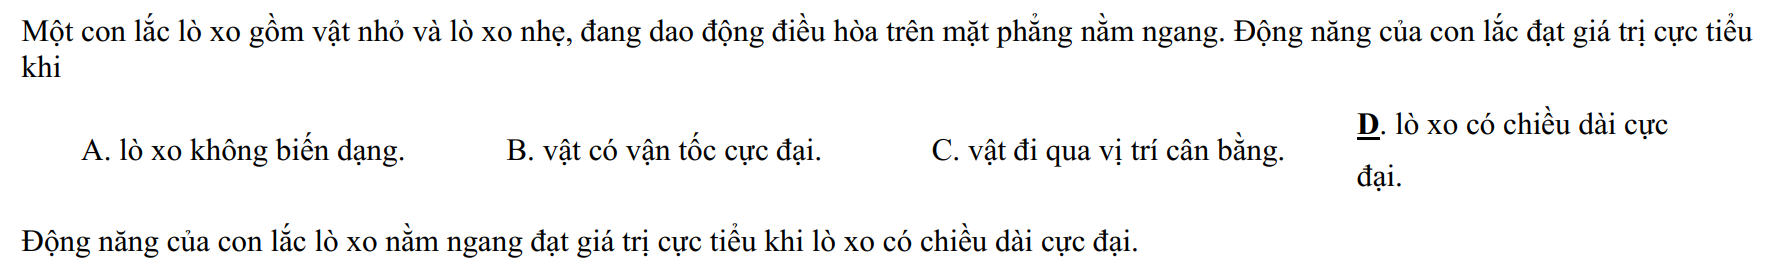 Một con lắc lò xo gồm vật nhỏ và lò xo nhẹ, đang dao động điều hòa trên mặt phẳng nằm ngang. Động năng của con lắc đạt giá trị cực tiểu
khi
A. lò xo không biến dạng. B. vật có vận tốc cực đại. C. vật đi qua vị trí cân bằng. D. lò xo có chiều dài cực
đại.
Động năng của con lắc lò xo nằm ngang đạt giá trị cực tiểu khi lò xo có chiều dài cực đại.